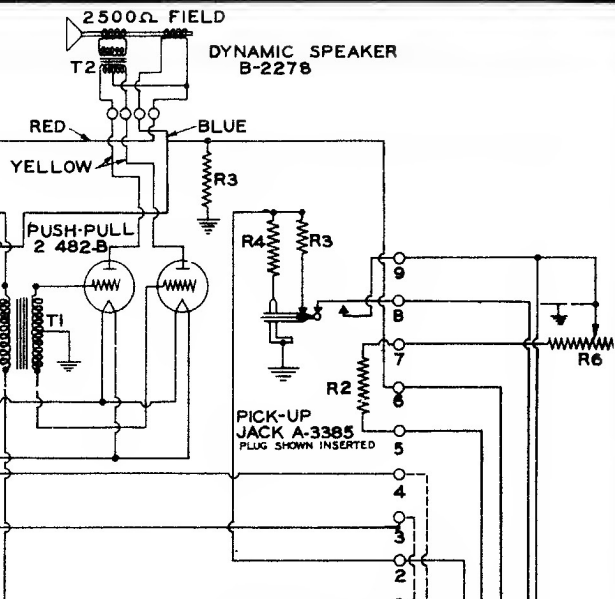 2500Ω FIELD
T2
DYNAMIC SPEAKER
B-2278
RED
BLUE
YELLOW
R3
PUSH-PULL
2 482-B
R4
R3
T1
9
8
7
R6
R2
6
PICK-UP
JACK A-3385
PLUG SHOWN INSERTED
5
4
3
2